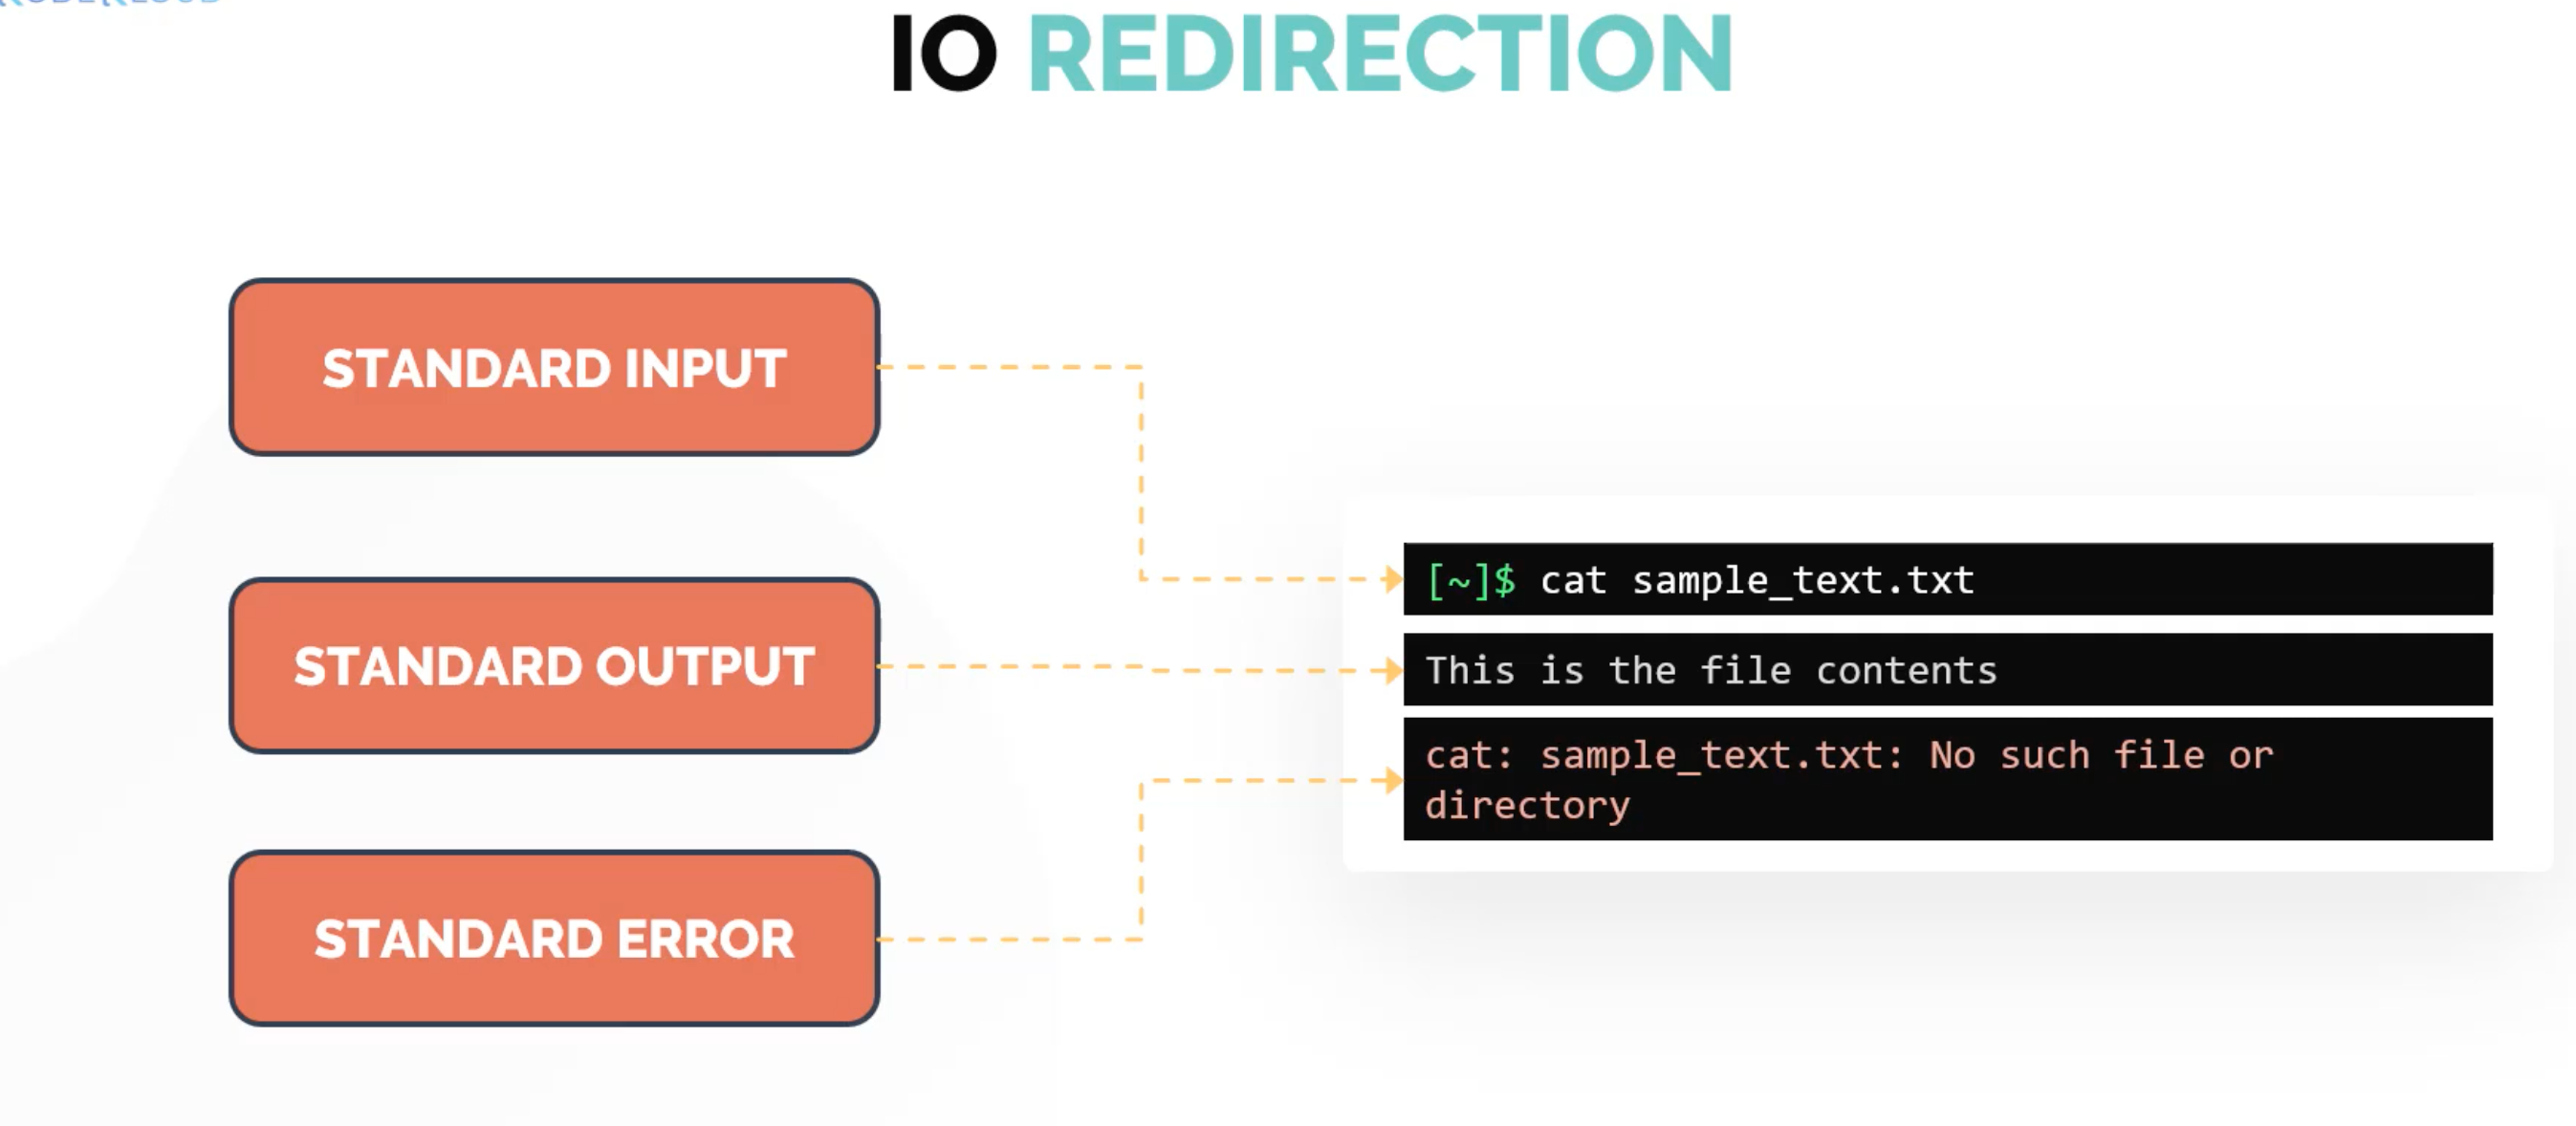 IO REDIRECTION
STANDARD INPUT
STANDARD OUTPUT
STANDARD ERROR
[~]$ cat sample_text.txt
This is the file contents
cat: sample_text.txt: No such file or
directory